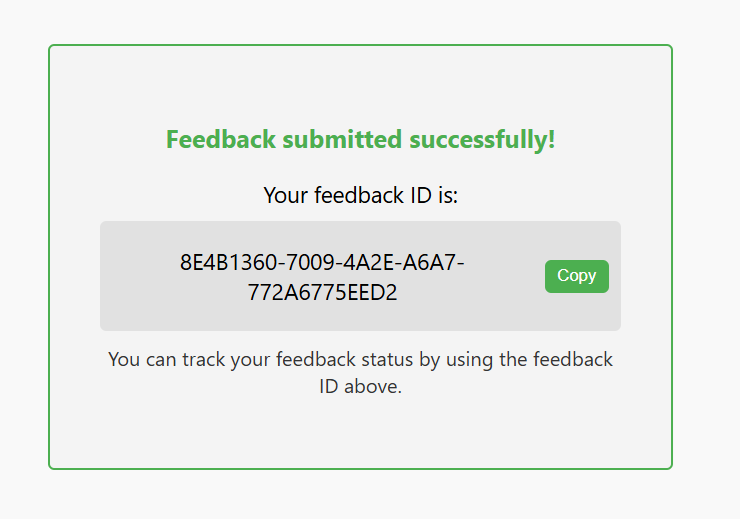 Feedback submitted successfully!
Your feedback ID is:
8E4B1360-7009-4A2E-A6A7-
772A6775EED2
Copy
You can track your feedback status by using the feedback
ID above.